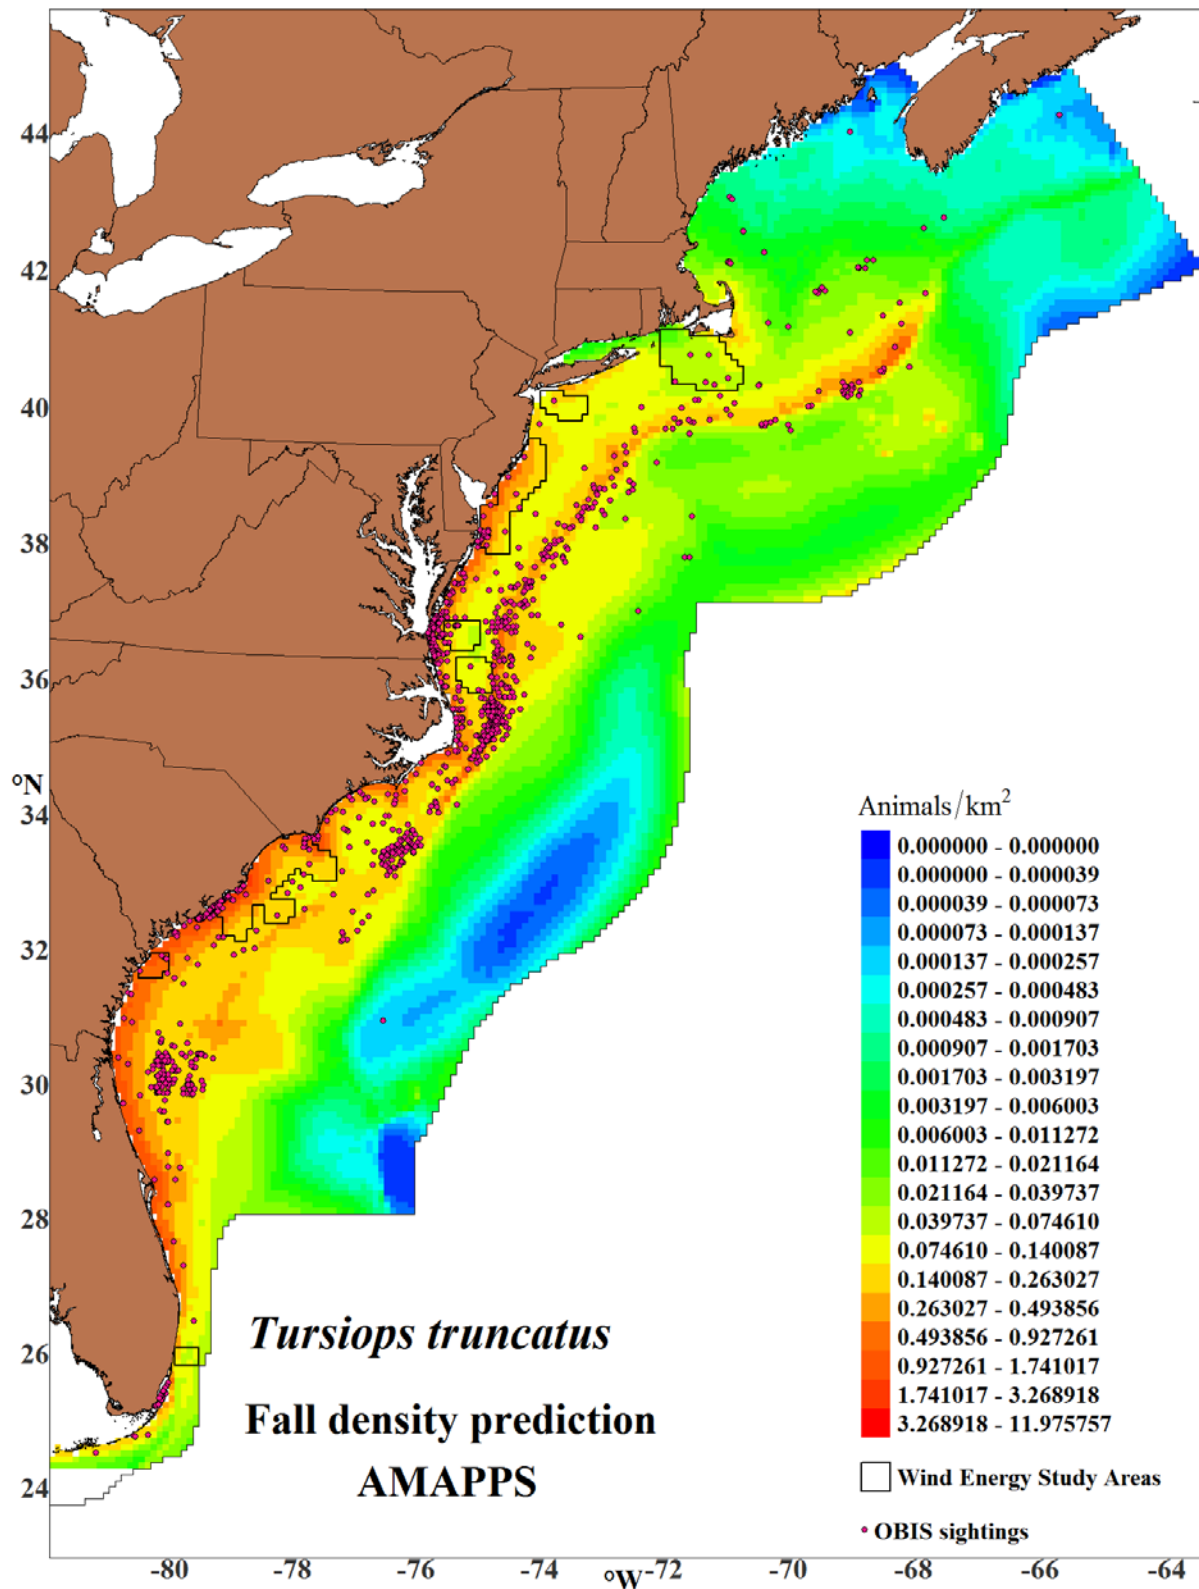 44
42
40
38
36
°N
34
32
30
28
26
24
Animals/km²
0.000000 - 0.000000
0.000000 - 0.000039
0.000039 - 0.000073
0.000073 - 0.000137
0.000137 - 0.000257
0.000257 - 0.000483
0.000483 - 0.000907
0.000907 - 0.001703
0.001703 - 0.003197
0.003197 - 0.006003
0.006003 - 0.011272
0.011272 - 0.021164
0.021164 - 0.039737
0.039737 - 0.074610
0.074610 - 0.140087
0.140087 - 0.263027
0.263027 - 0.493856
0.493856 - 0.927261
0.927261 - 1.741017
1.741017 - 3.268918
3.268918 - 11.975757
Wind Energy Study Areas
OBIS sightings
Tursiops truncatus
Fall density prediction
AMAPPS
-80 -78 -76 -74 °W -72 -70 -68 -66 -64